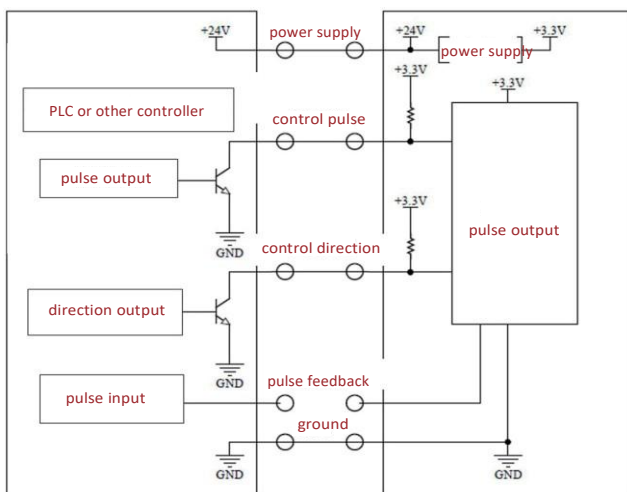 +24V
power supply
+24V
power supply
+3.3V
+3.3V
+3.3V
PLC or other controller
control pulse
pulse output
GND
+3.3V
pulse output
control direction
direction output
GND
pulse feedback
pulse input
ground
GND
GND